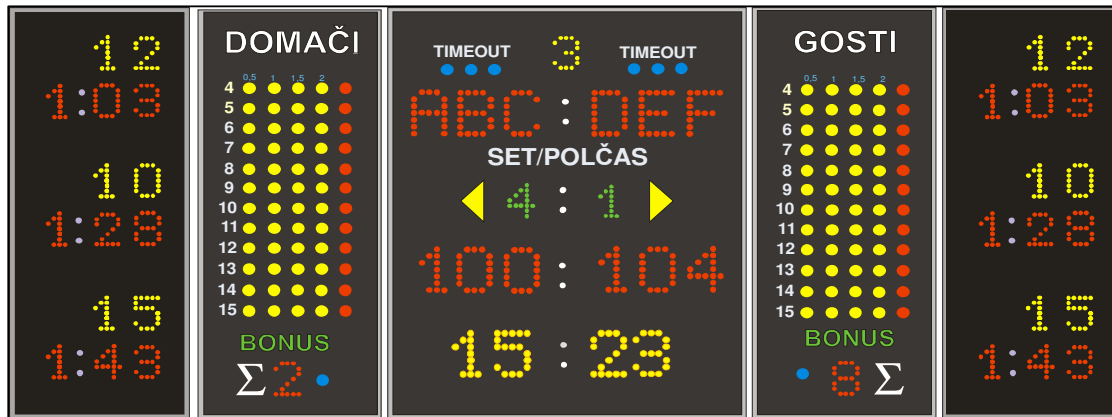 12
1:03
10
1:28
15
1:43
DOMAČI
0,5 1 1,5 2
4
5
6
7
8
9
10
11
12
13
14
15
BONUS
Σ 2
TIMEOUT 3 TIMEOUT
ABC : DEF
SET/POLČAS
4 : 1
100 : 104
15 : 23
GOSTI
0,5 1 1,5 2
4
5
6
7
8
9
10
11
12
13
14
15
BONUS
8 Σ
12
1:03
10
1:28
15
1:43